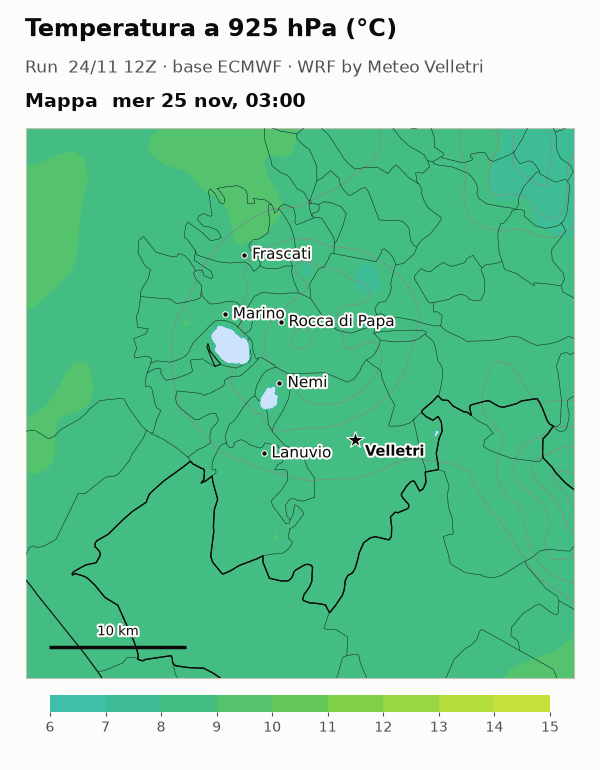 Temperatura a 925 hPa (°C)
Run  24/11 12Z · base ECMWF · WRF by Meteo Velletri
Mappa  mer 25 nov, 03:00
Frascati
Marino
Rocca di Papa
Nemi
Velletri
Lanuvio
10 km
6 7 8 9 10 11 12 13 14 15